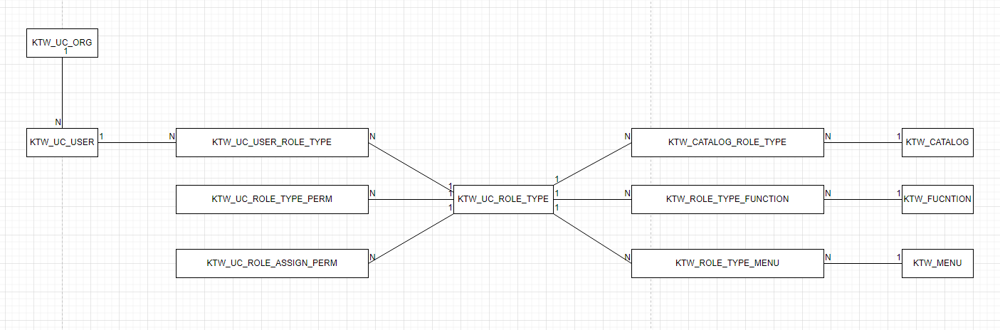 KTW_UC_ORG
1
N
KTW_UC_USER
1
N
KTW_UC_USER_ROLE_TYPE
N
N
KTW_CATALOG_ROLE_TYPE
N
1
KTW_CATALOG
1
1
KTW_UC_ROLE_TYPE_PERM
N
1
KTW_UC_ROLE_TYPE
1
N
KTW_ROLE_TYPE_FUNCTION
N
1
KTW_FUCNTION
1
1
KTW_UC_ROLE_ASSIGN_PERM
N
N
KTW_ROLE_TYPE_MENU
N
1
KTW_MENU